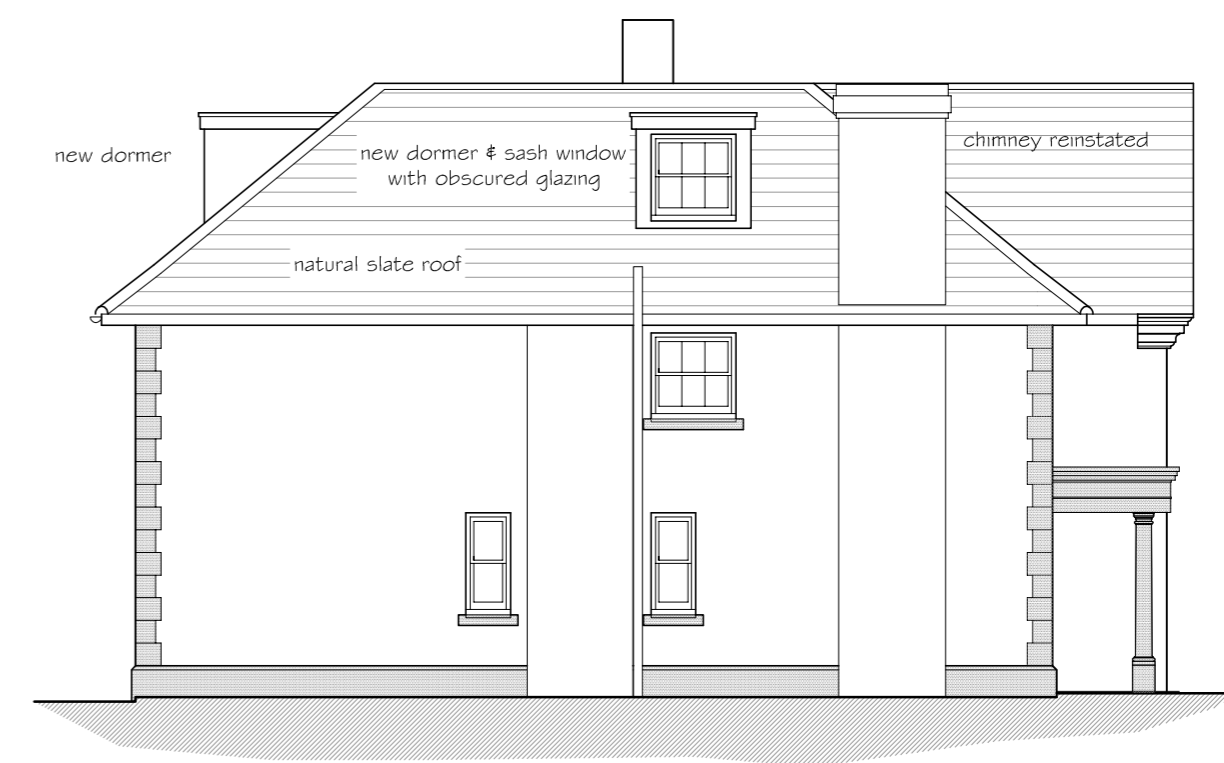 new dormer
new dormer & sash window
with obscured glazing
chimney reinstated
natural slate roof